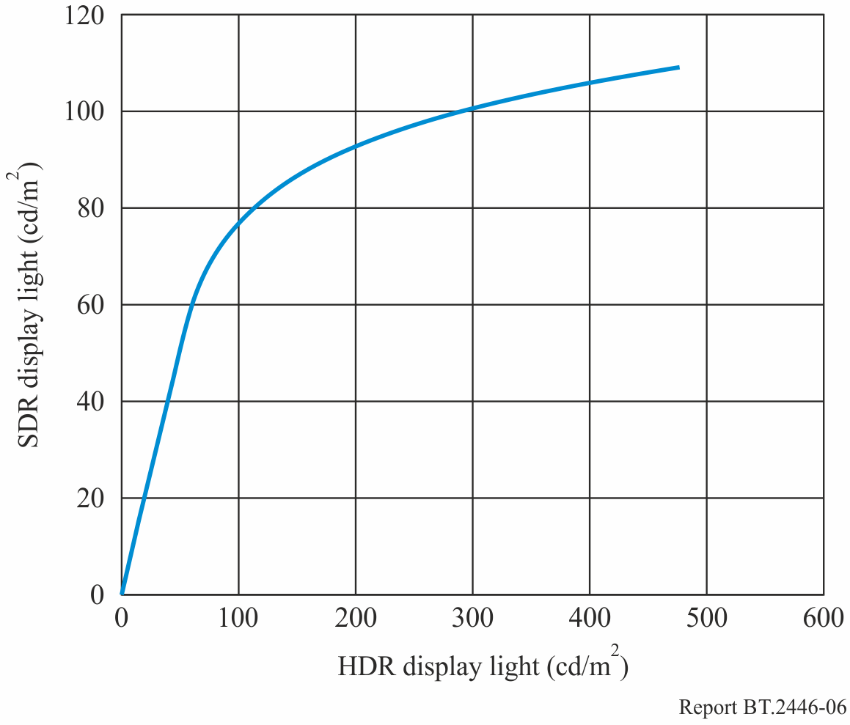 120
100
80
60
40
20
0
SDR display light (cd/m²)
0 100 200 300 400 500 600
HDR display light (cd/m²)
Report BT.2446-06